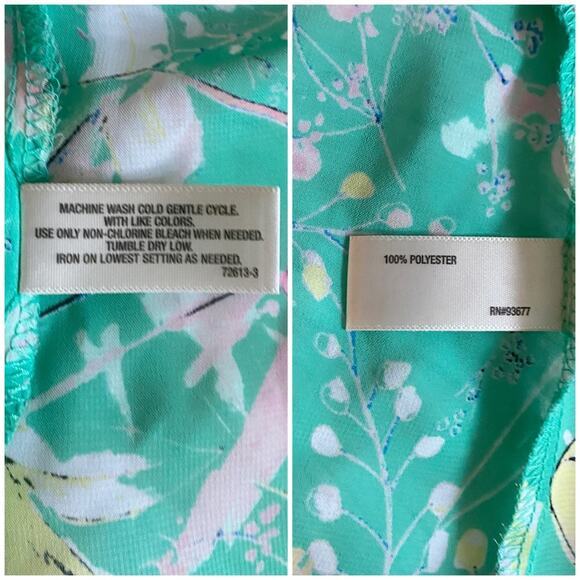 MACHINE WASH COLD GENTLE CYCLE.
WITH LIKE COLORS.
USE ONLY NON-CHLORINE BLEACH WHEN NEEDED.
TUMBLE DRY LOW.
IRON ON LOWEST SETTING AS NEEDED.
72613-3
100% POLYESTER
RN#93677